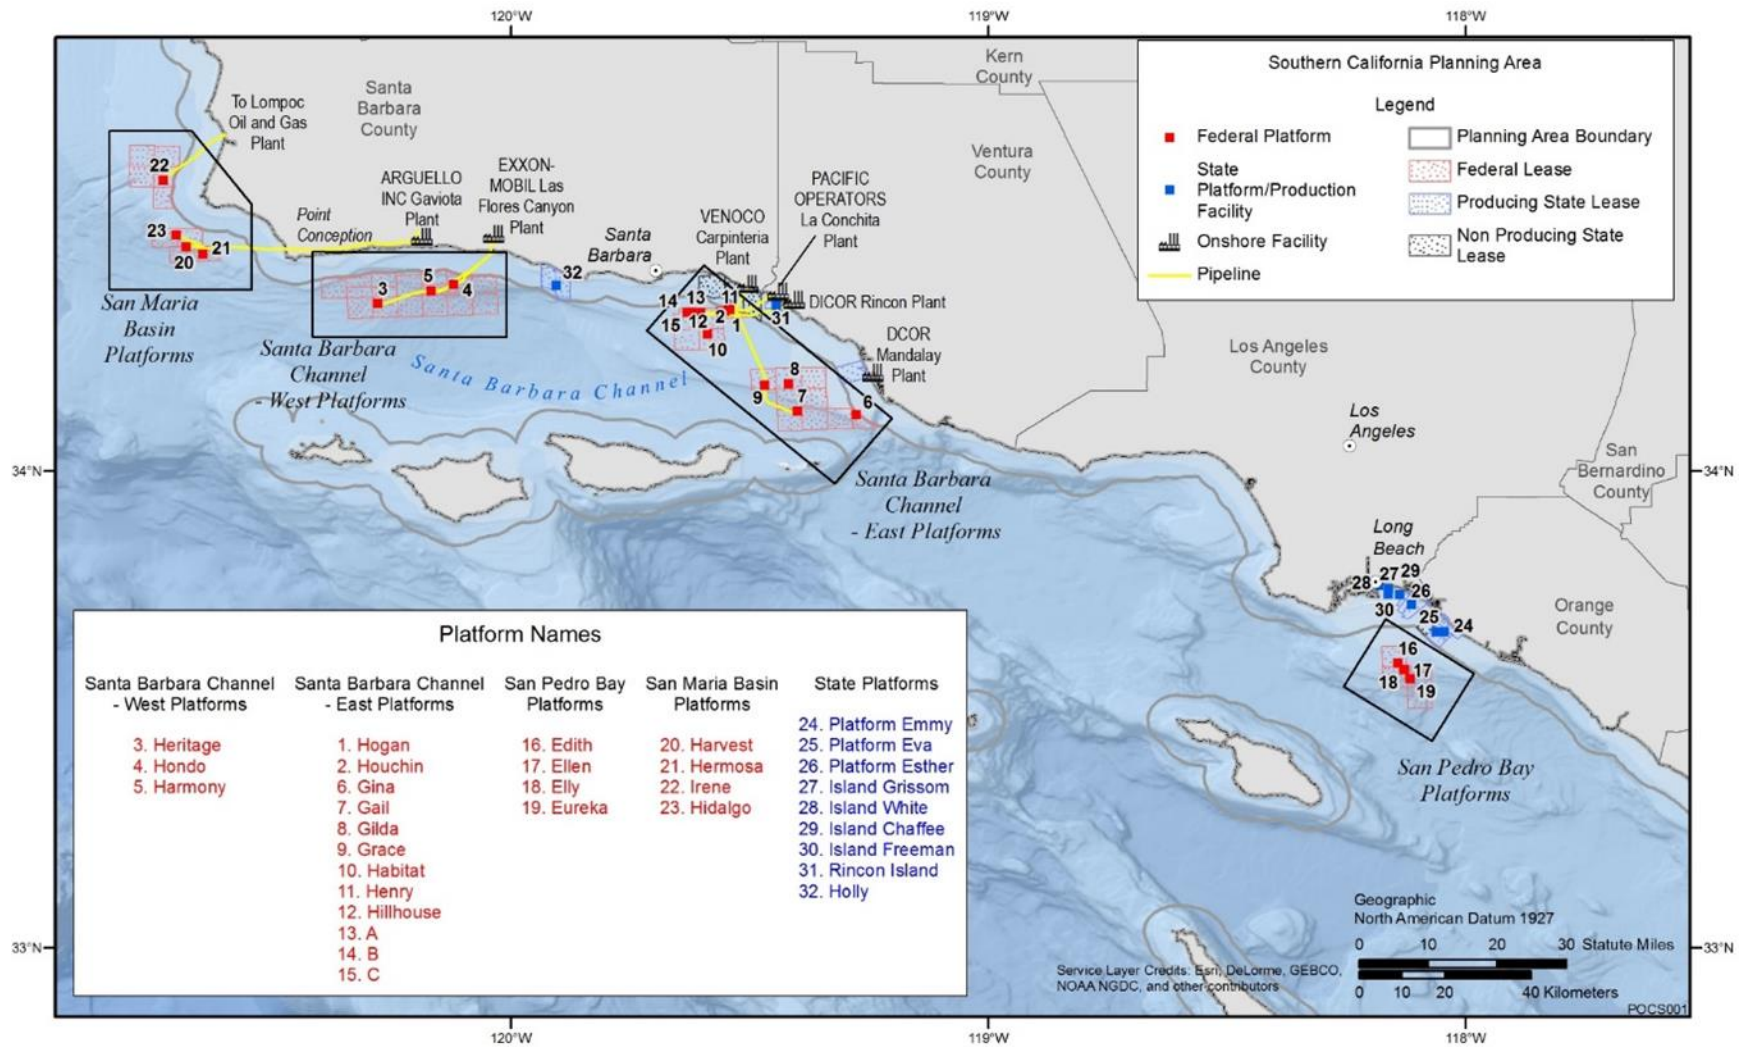 120°W
119°W
118°W
Southern California Planning Area
Legend
Federal Platform
State
Platform/Production
Facility
Onshore Facility
Pipeline
Planning Area Boundary
Federal Lease
Producing State Lease
Non Producing State
Lease
Kern
County
Santa
Barbara
County
Ventura
County
Los Angeles
County
San
Bernardino
County
Orange
County
To Lompoc
Oil and Gas
Plant
22
23
20
21
San Maria
Basin
Platforms
Point
Conception
ARGUELLO
INC Gaviota
Plant
EXXON-
MOBIL Las
Flores Canyon
Plant
3
5
4
Santa Barbara
Channel
- West Platforms
Santa
Barbara
32
VENOCO
Carpinteria
Plant
PACIFIC
OPERATORS
La Conchita
Plant
DICOR Rincon Plant
DCOR
Mandalay
Plant
14
13
11
15
12
2
1
31
10
8
9
7
6
Santa Barbara Channel
Santa Barbara
Channel
- East Platforms
Los
Angeles
Long
Beach
28
27
29
26
30
25
24
16
17
18
19
San Pedro Bay
Platforms
34°N
34°N
33°N
33°N
Platform Names
Santa Barbara Channel
- West Platforms
3. Heritage
4. Hondo
5. Harmony
Santa Barbara Channel
- East Platforms
1. Hogan
2. Houchin
6. Gina
7. Gail
8. Gilda
9. Grace
10. Habitat
11. Henry
12. Hillhouse
13. A
14. B
15. C
San Pedro Bay
Platforms
16. Edith
17. Ellen
18. Elly
19. Eureka
San Maria Basin
Platforms
20. Harvest
21. Hermosa
22. Irene
23. Hidalgo
State Platforms
24. Platform Emmy
25. Platform Eva
26. Platform Esther
27. Island Grissom
28. Island White
29. Island Chaffee
30. Island Freeman
31. Rincon Island
32. Holly
Geographic
North American Datum 1927
0 10 20 30 Statute Miles
0 10 20 40 Kilometers
Service Layer Credits: Esri, DeLorme, GEBCO,
NOAA NGDC, and other contributors
POCS001
120°W
119°W
118°W